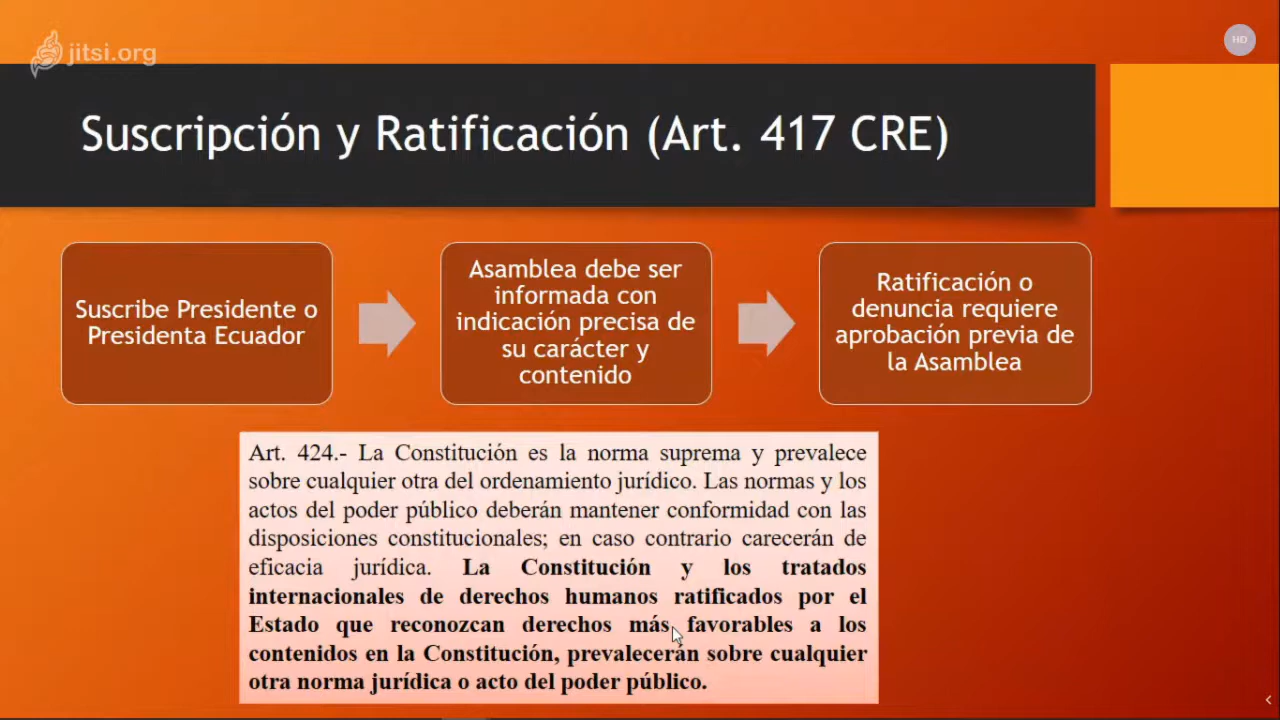 jitsi.org
HD
Suscripción y Ratificación (Art. 417 CRE)
Suscribe Presidente o
Presidenta Ecuador
Asamblea debe ser
informada con
indicación precisa de
su carácter y
contenido
Ratificación o
denuncia requiere
aprobación previa de
la Asamblea
Art. 424.- La Constitución es la norma suprema y prevalece
sobre cualquier otra del ordenamiento jurídico. Las normas y los
actos del poder público deberán mantener conformidad con las
disposiciones constitucionales; en caso contrario carecerán de
eficacia jurídica. La Constitución y los tratados
internacionales de derechos humanos ratificados por el
Estado que reconozcan derechos más favorables a los
contenidos en la Constitución, prevalecerán sobre cualquier
otra norma jurídica o acto del poder público.